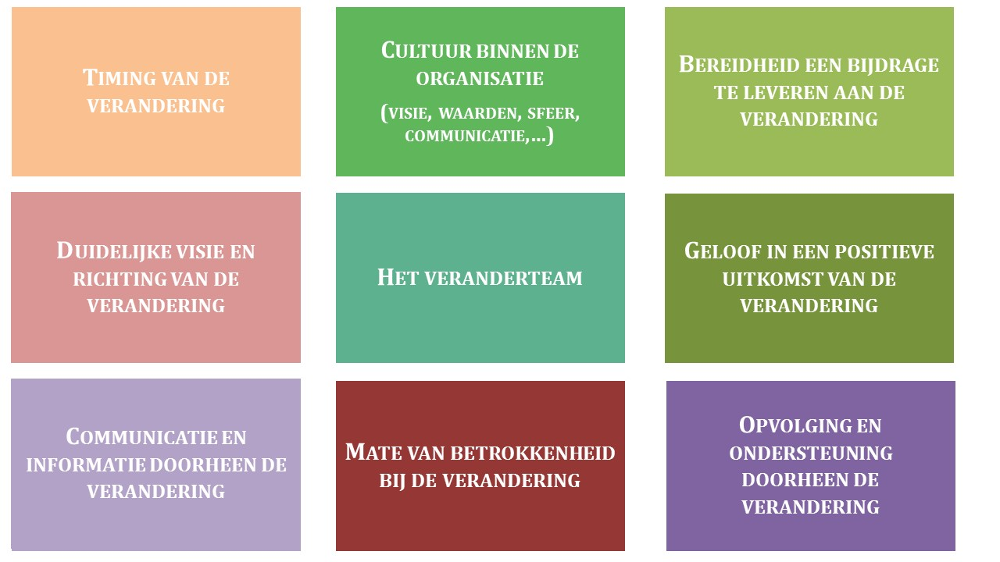 Timing van de
verandering
Cultuur binnen de
organisatie
(visie, waarden, sfeer,
communicatie,...)
Bereidheid een bijdrage
te leveren aan de
verandering
Duidelijke visie en
richting van de
verandering
Het veranderteam
Geloof in een positieve
uitkomst van de
verandering
Communicatie en
informatie doorheen de
verandering
Mate van betrokkenheid
bij de verandering
Opvolging en
ondersteuning
doorheen de
verandering